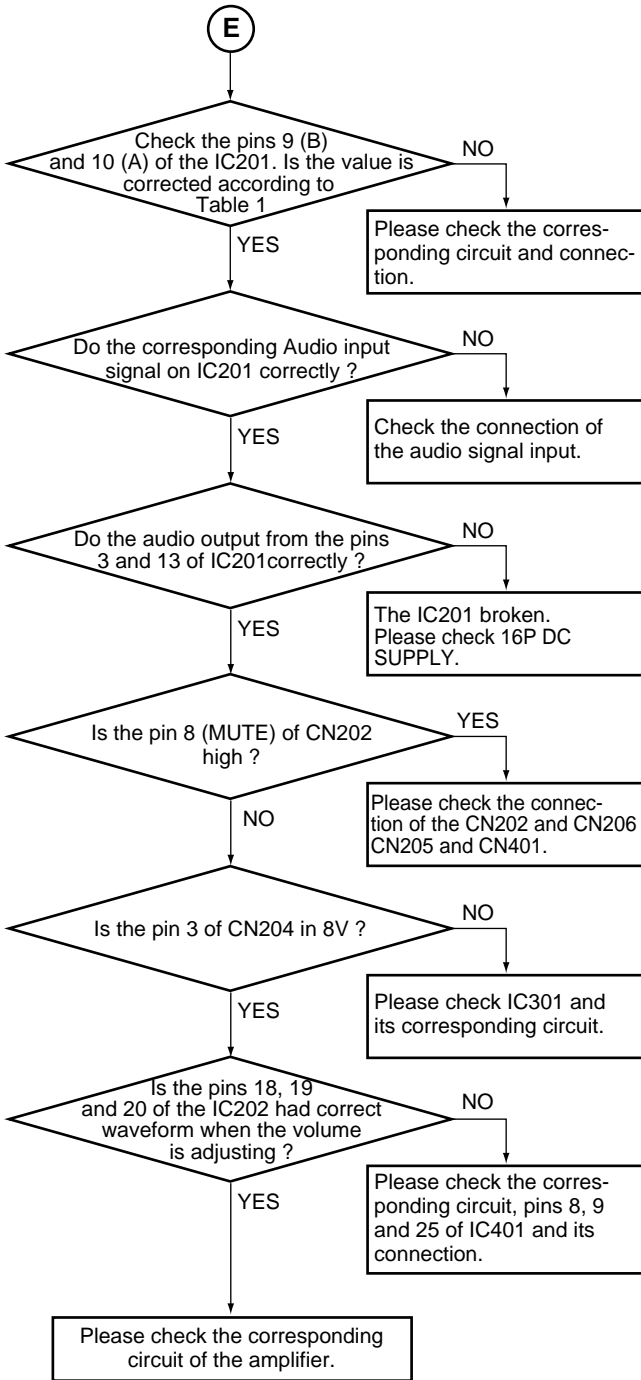 E
Check the pins 9 (B)
and 10 (A) of the IC201. Is the value is
corrected according to
Table 1
NO
Please check the corres-
ponding circuit and connec-
tion.
YES
Do the corresponding Audio input
signal on IC201 correctly ?
NO
Check the connection of
the audio signal input.
YES
Do the audio output from the pins
3 and 13 of IC201correctly ?
NO
The IC201 broken.
Please check 16P DC
SUPPLY.
YES
Is the pin 8 (MUTE) of CN202
high ?
YES
Please check the connec-
tion of the CN202 and CN206
CN205 and CN401.
NO
Is the pin 3 of CN204 in 8V ?
NO
Please check IC301 and
its corresponding circuit.
YES
Is the pins 18, 19
and 20 of the IC202 had correct
waveform when the volume
is adjusting ?
NO
Please check the corres-
ponding circuit, pins 8, 9
and 25 of IC401 and its
connection.
YES
Please check the corresponding
circuit of the amplifier.